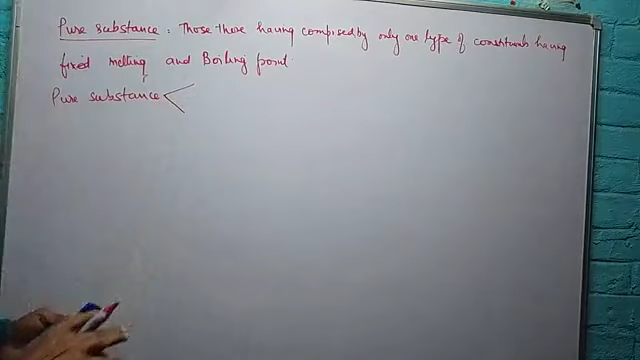 Pure substance : Those those having composed by only one type of constituents having
fixed melting and Boiling point
Pure substance